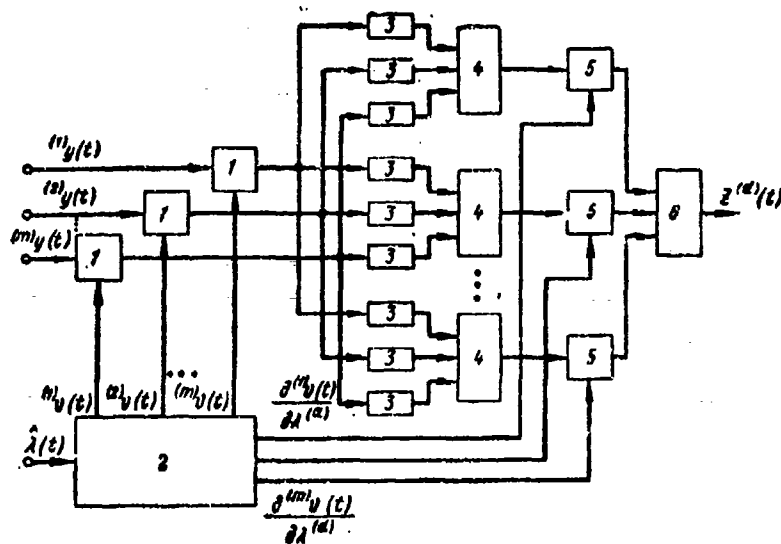 3
3
4
5
3
(1)y(t)
1
3
(2)y(t)
1
3
4
5
6
z^(α)(t)
(m)y(t)
1
3
...
3
3
4
5
3
(1)υ(t) (2)υ(t) ... (m)υ(t)
∂(1)υ(t)
∂λ^(α)
λ̂(t)
2
∂(m)υ(t)
∂λ^(α)